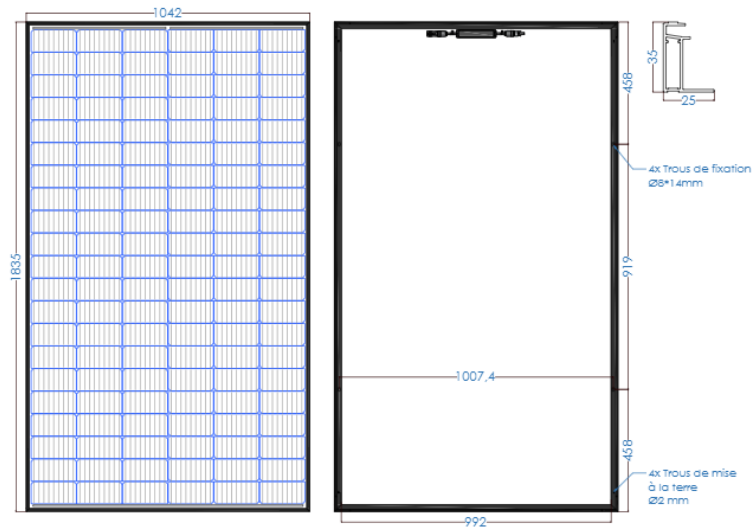 1042
1835
458
919
458
1007,4
992
35
25
4x Trous de fixation
Ø8*14mm
4x Trous de mise
à la terre
Ø2 mm